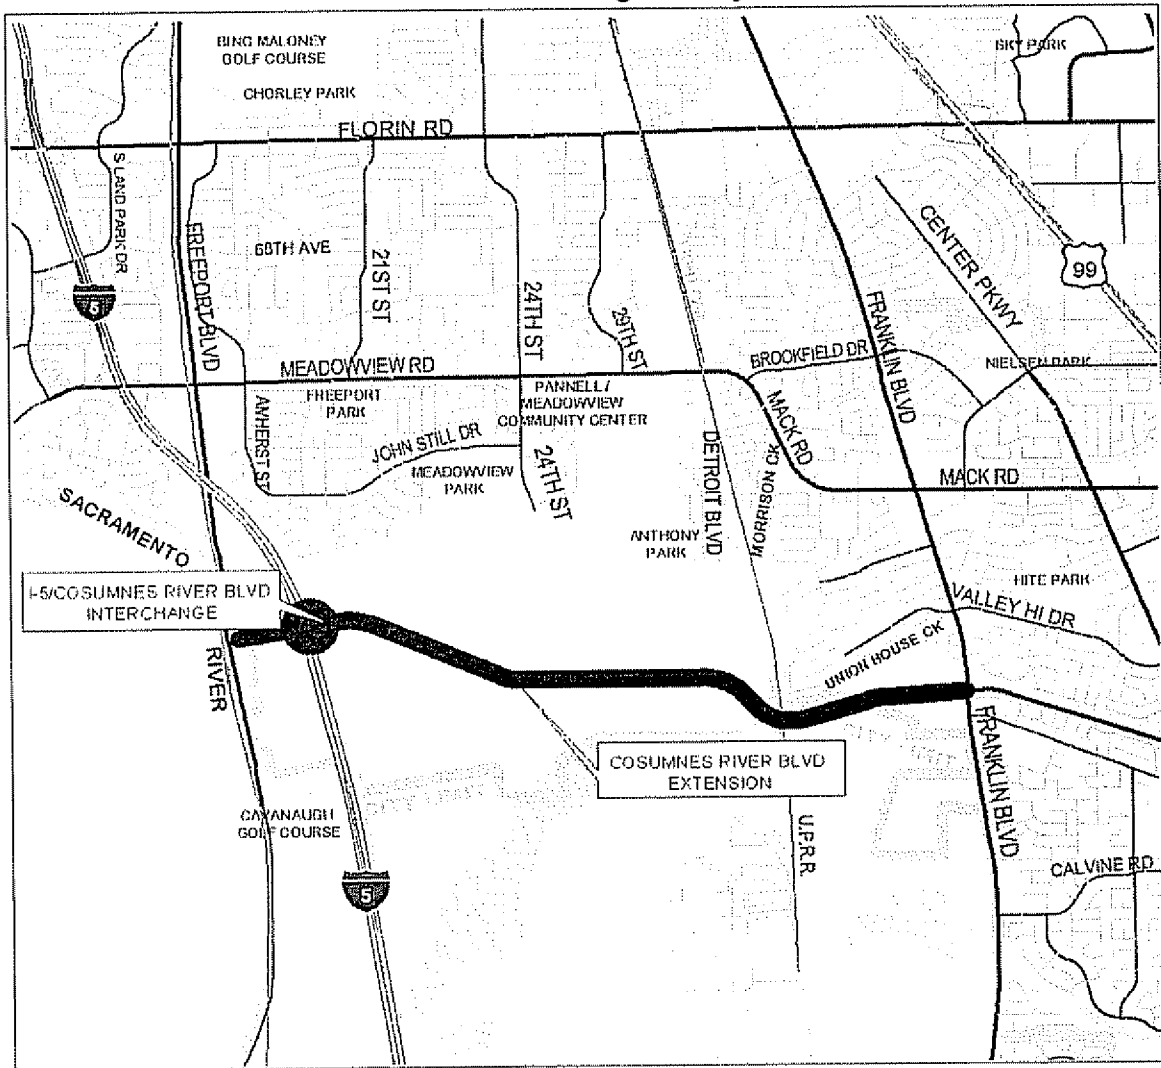 BING MALONEY
GOLF COURSE
CHORLEY PARK
SKY PARK
FLORIN RD
S LAND PARK DR
FREEPORT BLVD
68TH AVE
21ST ST
24TH ST
29TH ST
CENTER PKWY
99
5
FRANKLIN BLVD
BROOKFIELD DR
NIELSEN PARK
MEADOWVIEW RD
FREEPORT
PARK
PANNELL/
MEADOWVIEW
COMMUNITY CENTER
AMHERST ST
JOHN STILL DR
MEADOWVIEW
PARK
24TH ST
DETROIT BLVD
MACK RD
MORRISON CK
MACK RD
SACRAMENTO
ANTHONY
PARK
HITE PARK
I-5/COSUMNES RIVER BLVD
INTERCHANGE
VALLEY HI DR
UNION HOUSE CK
RIVER
COSUMNES RIVER BLVD
EXTENSION
FRANKLIN BLVD
CAVANAUGH
GOLF COURSE
U.P.R.R.
CALVINE RD
5